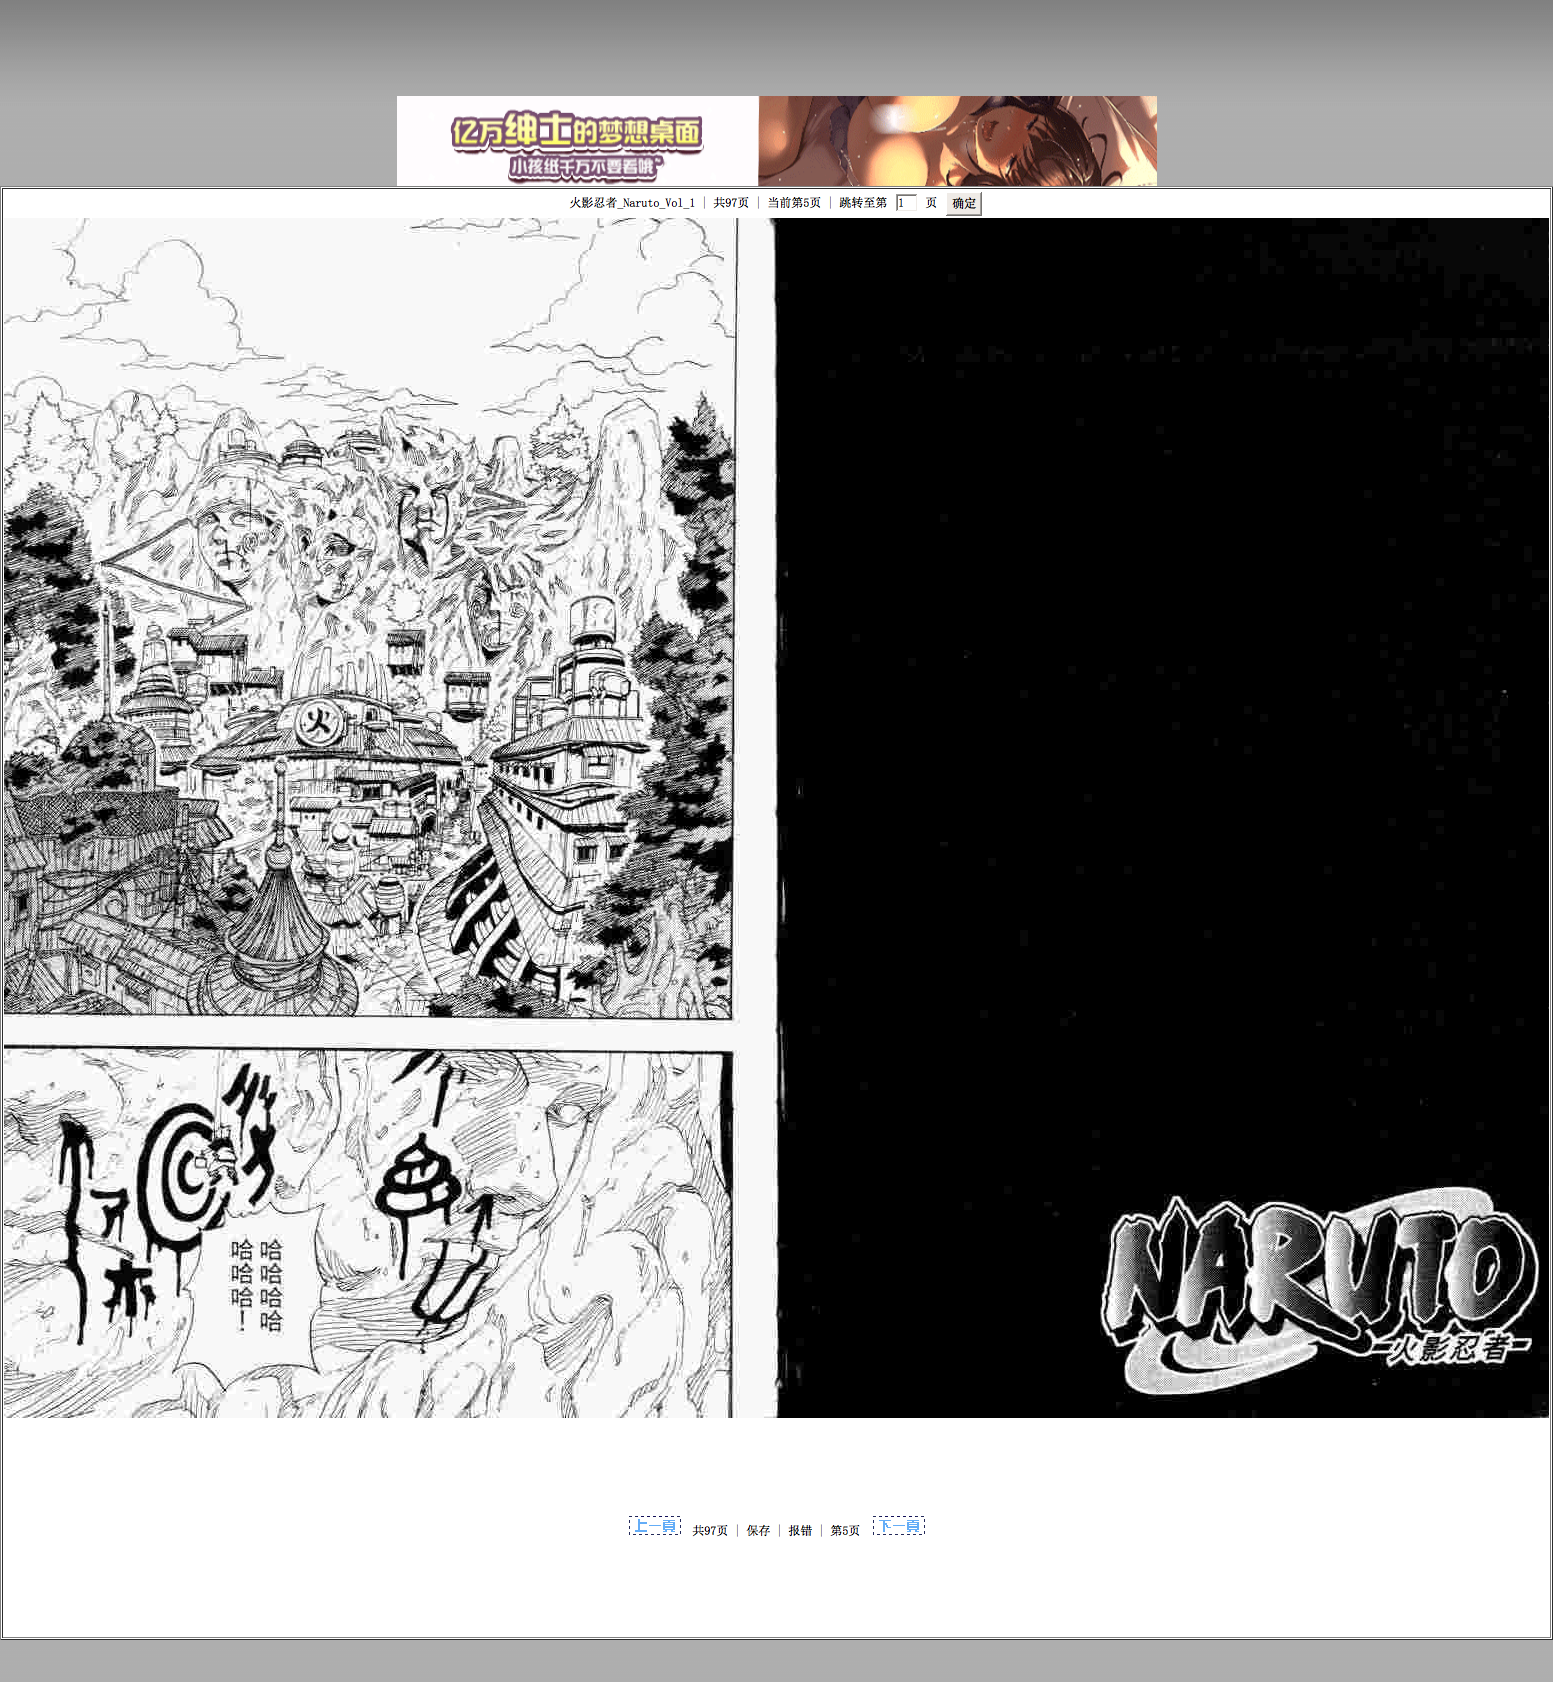 亿万绅士的梦想桌面
小孩纸千万不要看哦~
火影忍者_Naruto_Vol_1 | 共97页 | 当前第5页 | 跳转至第 1 页 确定
火
アホ
哈哈哈哈
哈哈哈！
NARUTO
-火影忍者-
上一頁 共97页 | 保存 | 报错 | 第5页 下一頁